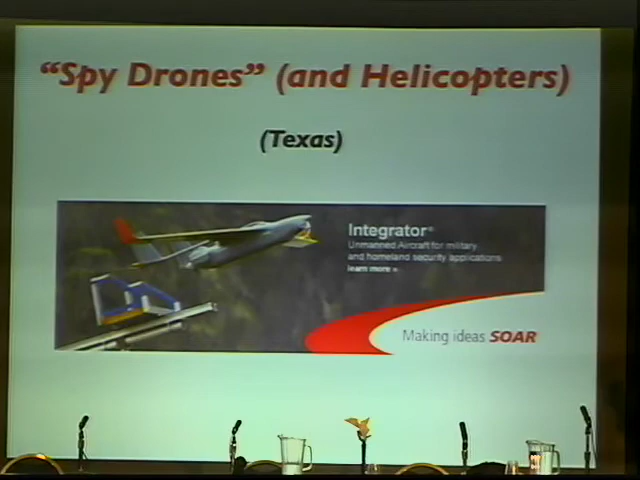 “Spy Drones” (and Helicopters)
(Texas)
Integrator®
Unmanned Aircraft for military
and homeland security applications
learn more »
Making ideas SOAR